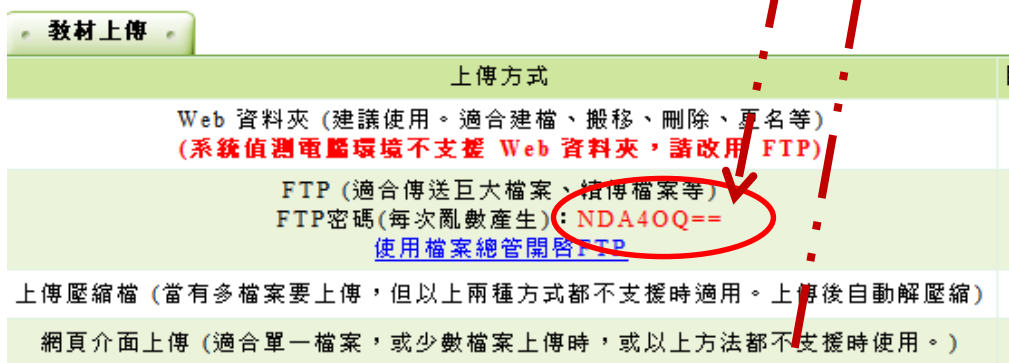 教材上傳
上傳方式
Web 資料夾 (建議使用。適合建檔、搬移、刪除、更名等)
(系統偵測電腦環境不支援 Web 資料夾，請改用 FTP)
FTP (適合傳送巨大檔案、續傳檔案等)
FTP密碼(每次亂數產生)：NDA4OQ==
使用檔案總管開啟FTP
上傳壓縮檔 (當有多檔案要上傳，但以上兩種方式都不支援時適用。上傳後自動解壓縮)
網頁介面上傳 (適合單一檔案，或少數檔案上傳時，或以上方法都不支援時使用。)